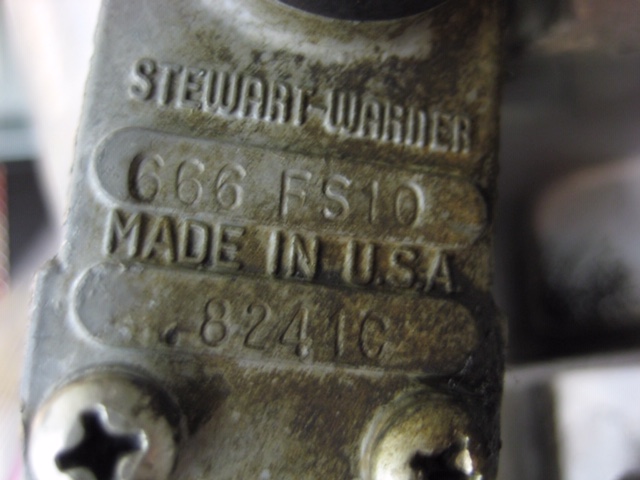 STEWART-WARNER
666 FS10
MADE IN U.S.A.
8241C